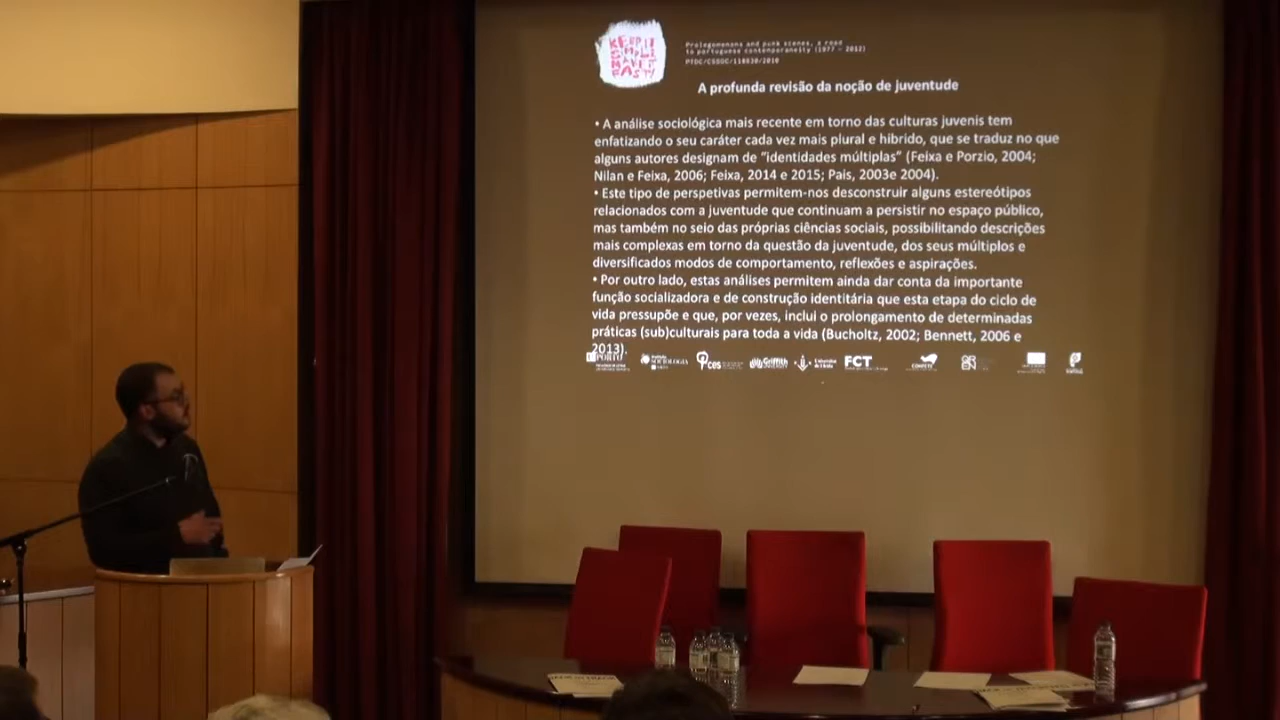 KEEP IT
SIMPLE
MAKE IT
FAST!
Prolegomenons and punk scenes, a road
to portuguese contemporaneity (1977 – 2012)
PTDC/CSSOC/118830/2010
A profunda revisão da noção de juventude
• A análise sociológica mais recente em torno das culturas juvenis tem
enfatizando o seu caráter cada vez mais plural e hibrido, que se traduz no que
alguns autores designam de “identidades múltiplas” (Feixa e Porzio, 2004;
Nilan e Feixa, 2006; Feixa, 2014 e 2015; Pais, 2003e 2004).
• Este tipo de perspetivas permitem-nos desconstruir alguns estereótipos
relacionados com a juventude que continuam a persistir no espaço público,
mas também no seio das próprias ciências sociais, possibilitando descrições
mais complexas em torno da questão da juventude, dos seus múltiplos e
diversificados modos de comportamento, reflexões e aspirações.
• Por outro lado, estas análises permitem ainda dar conta da importante
função socializadora e de construção identitária que esta etapa do ciclo de
vida pressupõe e que, por vezes, inclui o prolongamento de determinadas
práticas (sub)culturais para toda a vida (Bucholtz, 2002; Bennett, 2006 e
2013).
PORTO
SOCIOLOGIA
ces
Griffith
FCT
COMPETE
QREN